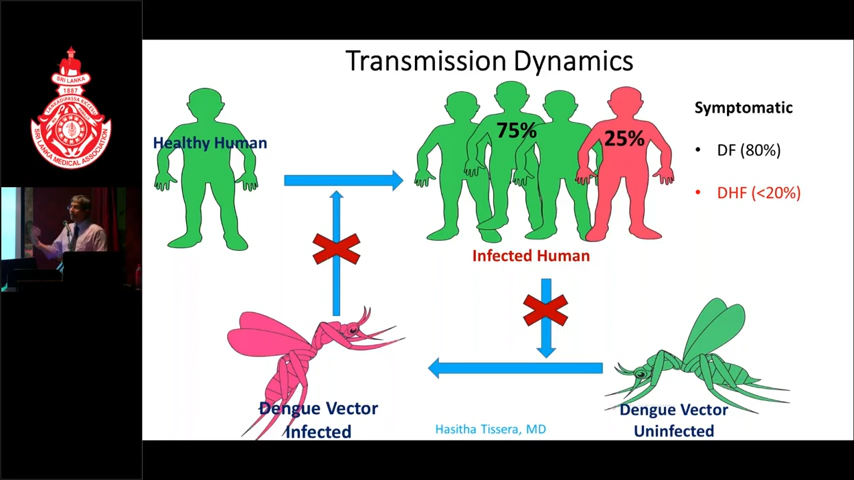 Transmission Dynamics
SRI LANKA
1887
SRI LANKA MEDICAL ASSOCIATION
Healthy Human
75%
25%
Symptomatic
• DF (80%)
• DHF (<20%)
Infected Human
Dengue Vector
Infected
Hasitha Tissera, MD
Dengue Vector
Uninfected